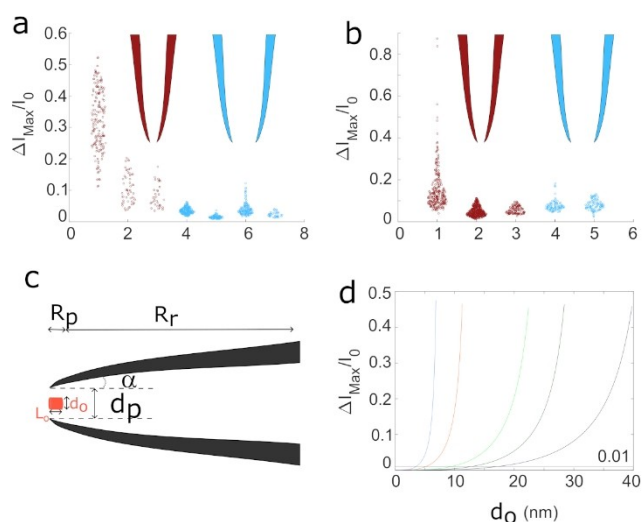 a
ΔI_Max/I_0
0.6
0.5
0.4
0.3
0.2
0.1
0
0 2 4 6 8
b
ΔI_Max/I_0
0.8
0.6
0.4
0.2
0
0 1 2 3 4 5 6
c
R_p R_r
α
d_o
d_p
L_o
d
ΔI_Max/I_0
0.5
0.4
0.3
0.2
0.1
0
0.01
0 10 20 30 40
d_o (nm)